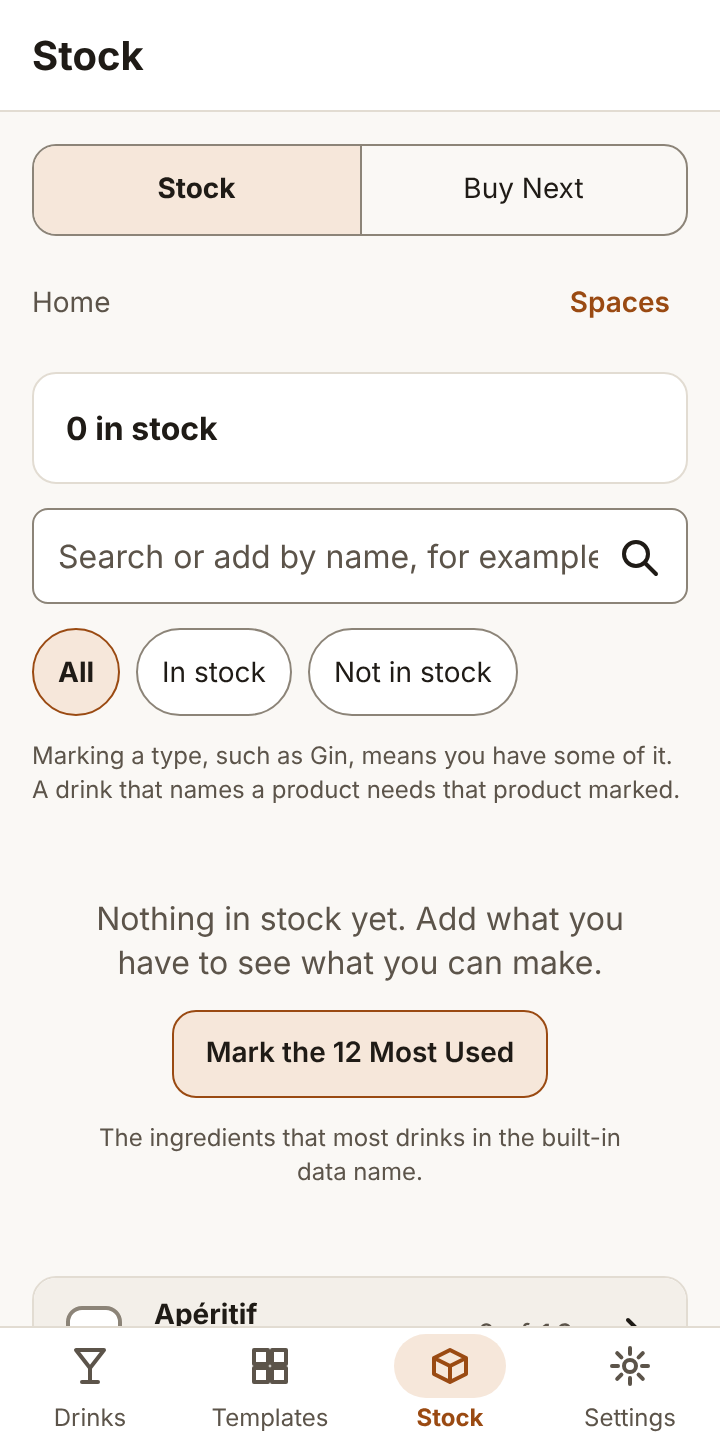 Stock
Stock
Buy Next
Home
Spaces
0 in stock
Search or add by name, for example
All
In stock
Not in stock
Marking a type, such as Gin, means you have some of it.
A drink that names a product needs that product marked.
Nothing in stock yet. Add what you
have to see what you can make.
Mark the 12 Most Used
The ingredients that most drinks in the built-in
data name.
Apéritif
Drinks
Templates
Stock
Settings